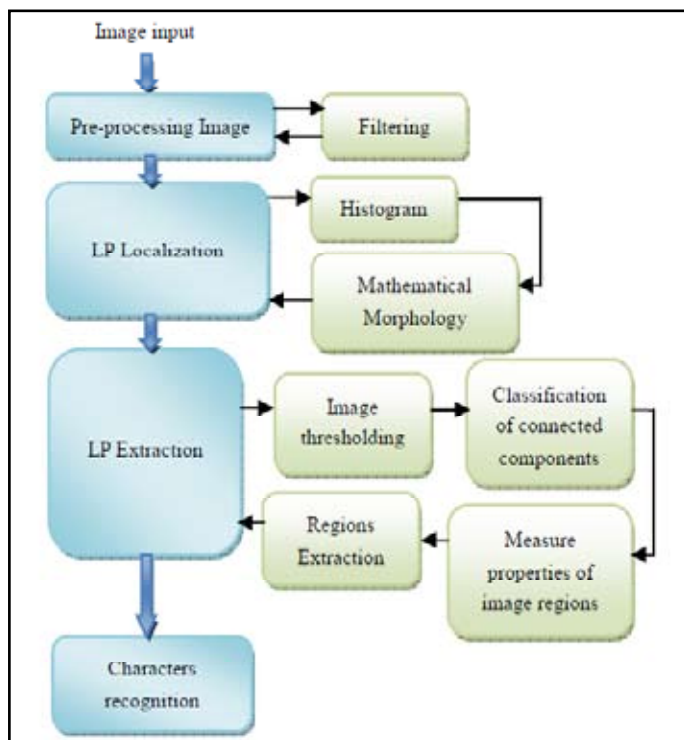 Image input
Pre-processing Image
Filtering
LP Localization
Histogram
Mathematical
Morphology
LP Extraction
Image
thresholding
Classification
of connected
components
Regions
Extraction
Measure
properties of
image regions
Characters
recognition